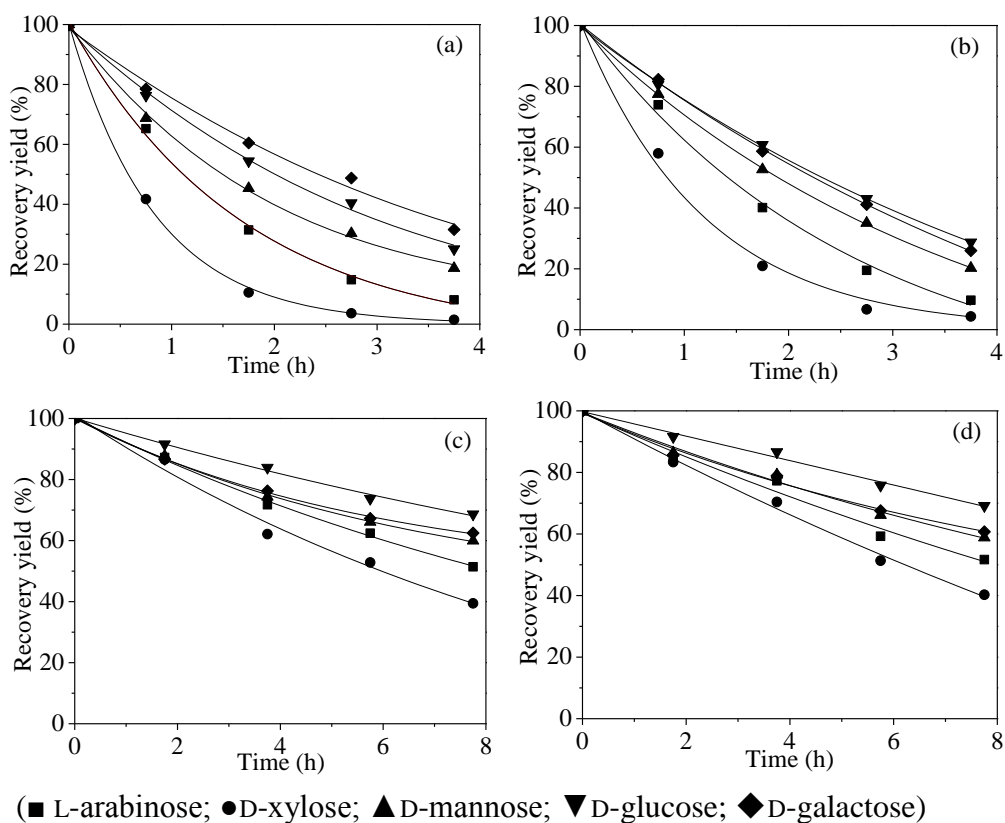 (a)
Recovery yield (%)
100
80
60
40
20
0
0 1 2 3 4
Time (h)
(b)
Recovery yield (%)
100
80
60
40
20
0
0 1 2 3 4
Time (h)
(c)
Recovery yield (%)
100
80
60
40
20
0
0 2 4 6 8
Time (h)
(d)
Recovery yield (%)
100
80
60
40
20
0
0 2 4 6 8
Time (h)
(■ L-arabinose; ●D-xylose; ▲D-mannose; ▼D-glucose; ◆D-galactose)